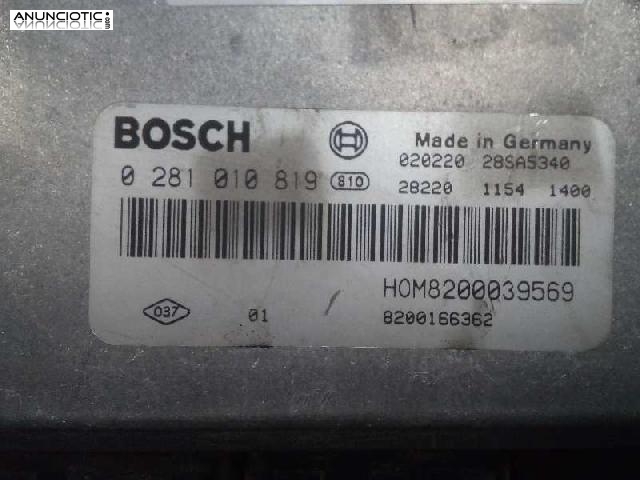 ANUNCIOTIC.com
BOSCH
Made in Germany
020220 28SA5340
0 281 010 819 S10
28220 1154 1400
HOM8200039569
037 01 8200166362